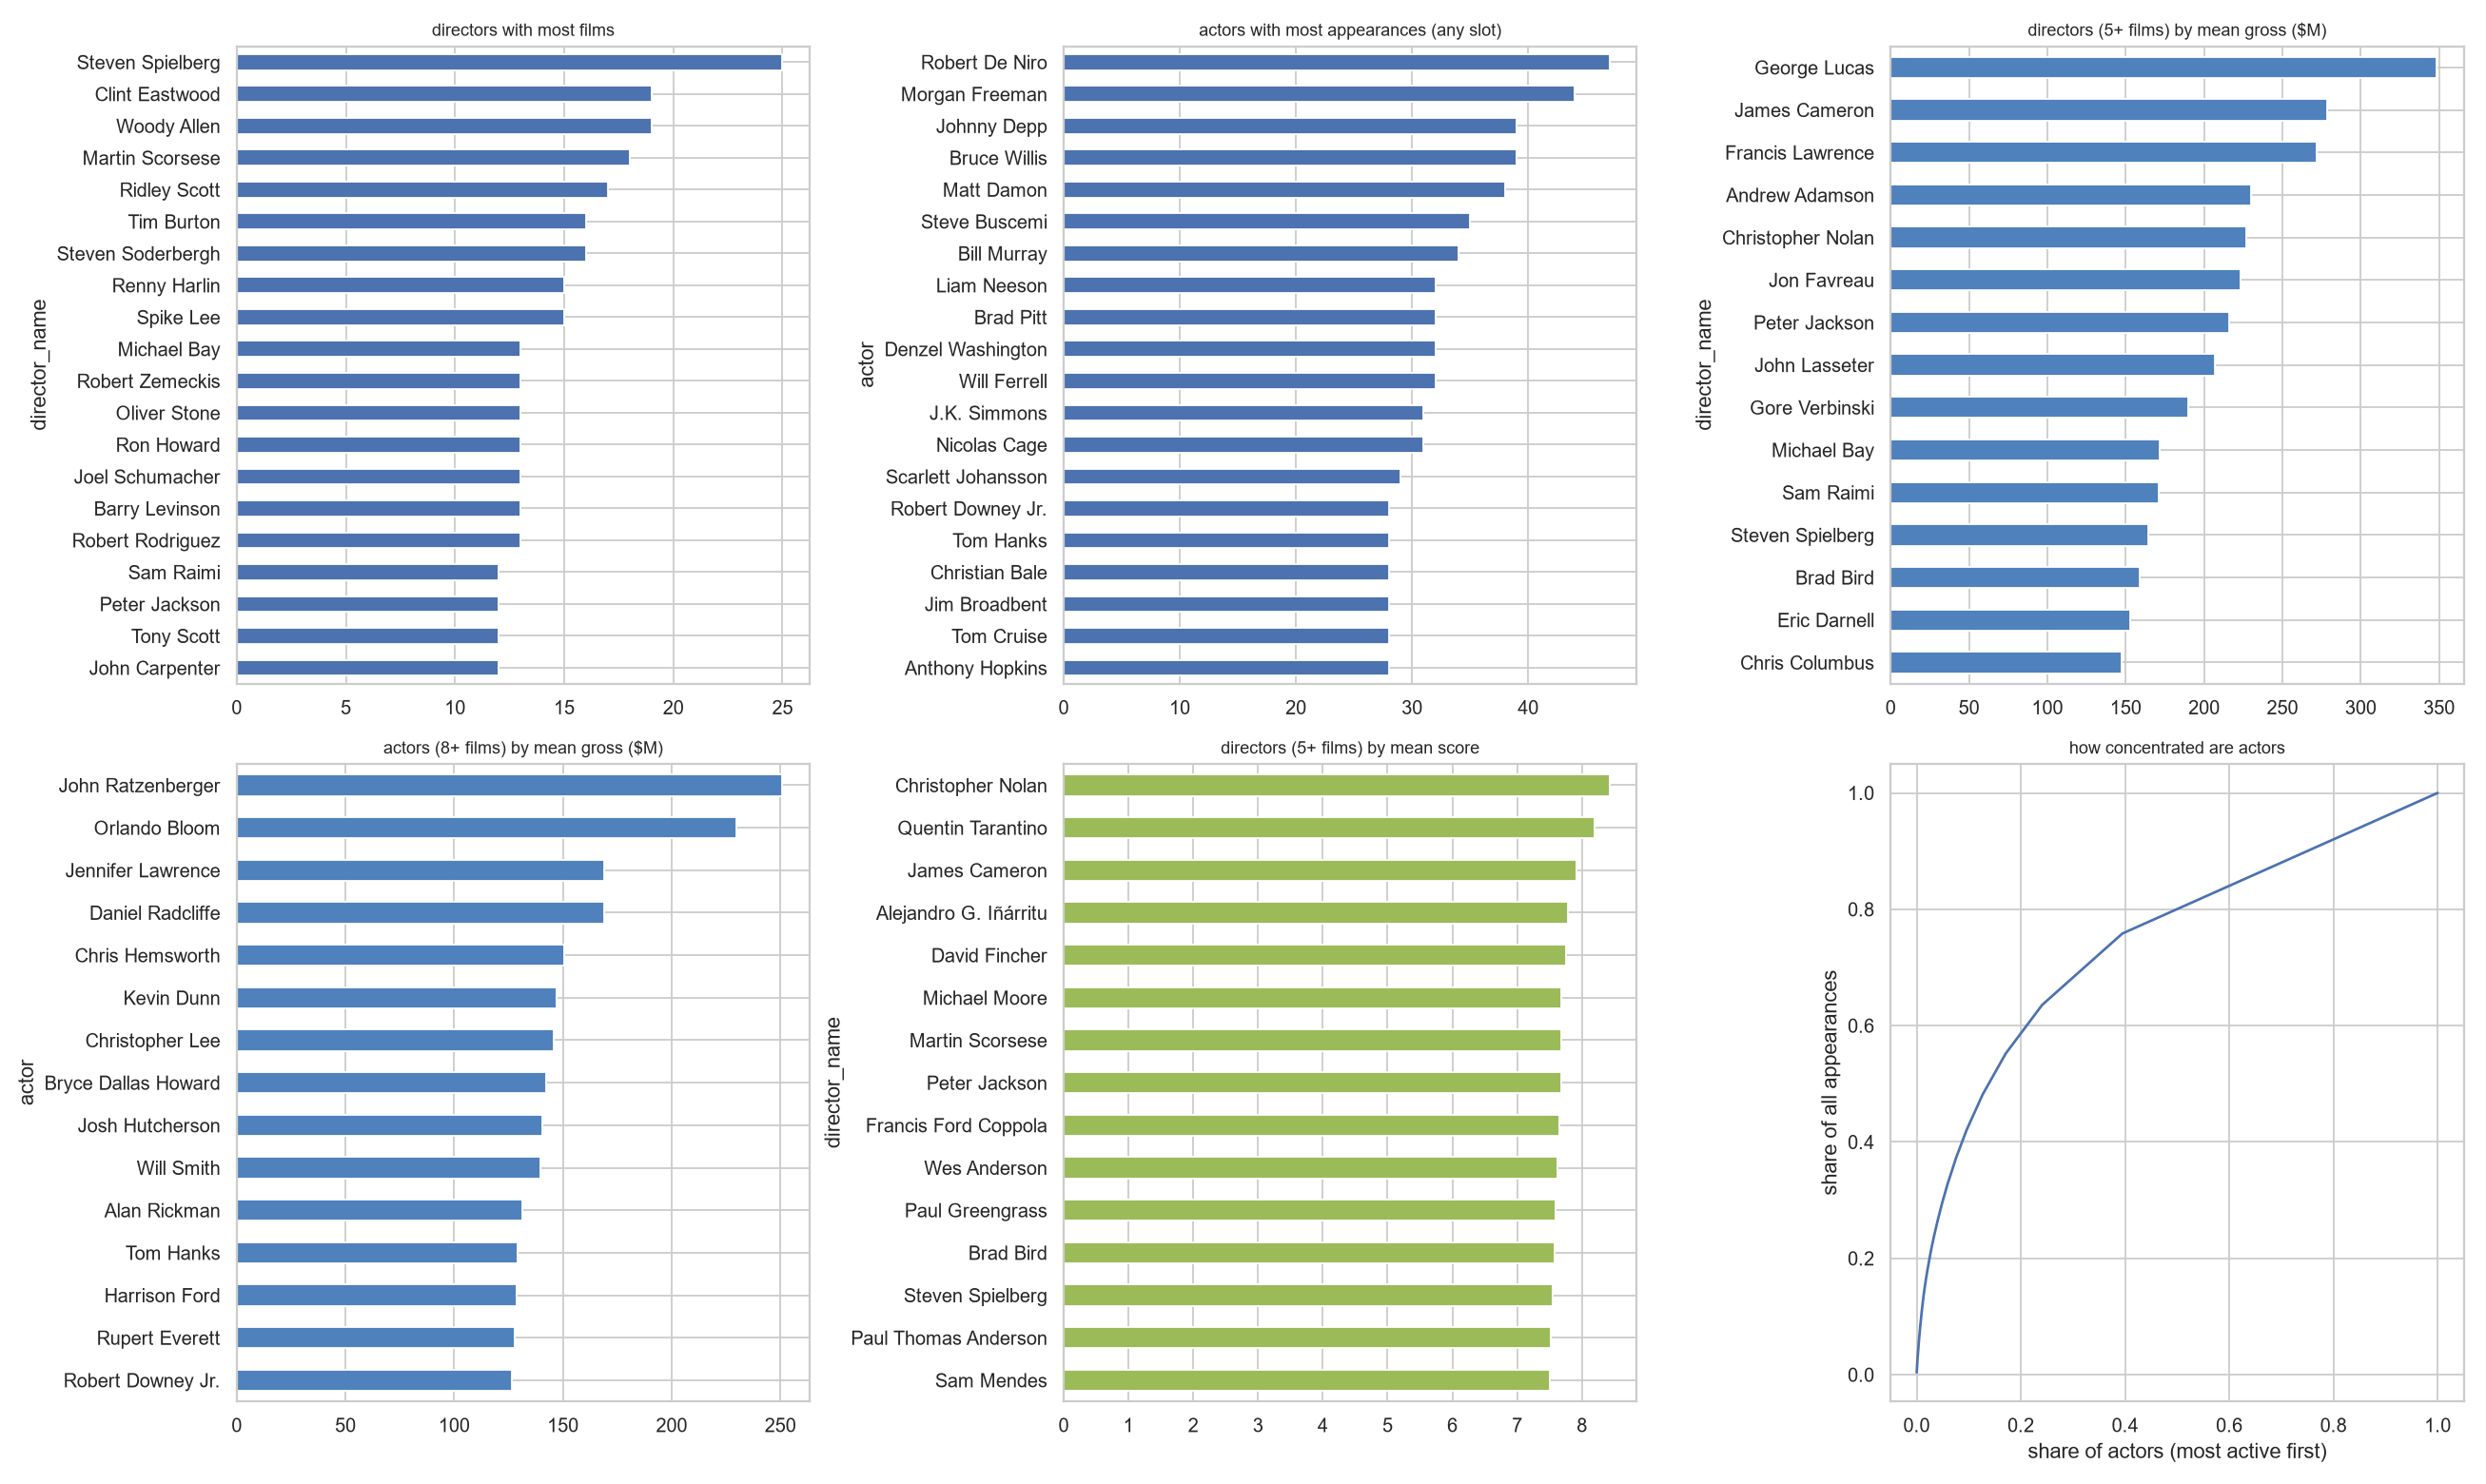 directors with most films
Steven Spielberg
Clint Eastwood
Woody Allen
Martin Scorsese
Ridley Scott
Tim Burton
Steven Soderbergh
Renny Harlin
Spike Lee
Michael Bay
Robert Zemeckis
Oliver Stone
Ron Howard
Joel Schumacher
Barry Levinson
Robert Rodriguez
Sam Raimi
Peter Jackson
Tony Scott
John Carpenter
director_name
0 5 10 15 20 25
actors with most appearances (any slot)
Robert De Niro
Morgan Freeman
Johnny Depp
Bruce Willis
Matt Damon
Steve Buscemi
Bill Murray
Liam Neeson
Brad Pitt
Denzel Washington
Will Ferrell
J.K. Simmons
Nicolas Cage
Scarlett Johansson
Robert Downey Jr.
Tom Hanks
Christian Bale
Jim Broadbent
Tom Cruise
Anthony Hopkins
actor
0 10 20 30 40
directors (5+ films) by mean gross ($M)
George Lucas
James Cameron
Francis Lawrence
Andrew Adamson
Christopher Nolan
Jon Favreau
Peter Jackson
John Lasseter
Gore Verbinski
Michael Bay
Sam Raimi
Steven Spielberg
Brad Bird
Eric Darnell
Chris Columbus
director_name
0 50 100 150 200 250 300 350
actors (8+ films) by mean gross ($M)
John Ratzenberger
Orlando Bloom
Jennifer Lawrence
Daniel Radcliffe
Chris Hemsworth
Kevin Dunn
Christopher Lee
Bryce Dallas Howard
Josh Hutcherson
Will Smith
Alan Rickman
Tom Hanks
Harrison Ford
Rupert Everett
Robert Downey Jr.
actor
0 50 100 150 200 250
directors (5+ films) by mean score
Christopher Nolan
Quentin Tarantino
James Cameron
Alejandro G. Iñárritu
David Fincher
Michael Moore
Martin Scorsese
Peter Jackson
Francis Ford Coppola
Wes Anderson
Paul Greengrass
Brad Bird
Steven Spielberg
Paul Thomas Anderson
Sam Mendes
director_name
0 1 2 3 4 5 6 7 8
how concentrated are actors
1.0
0.8
0.6
0.4
0.2
0.0
share of all appearances
0.0 0.2 0.4 0.6 0.8 1.0
share of actors (most active first)